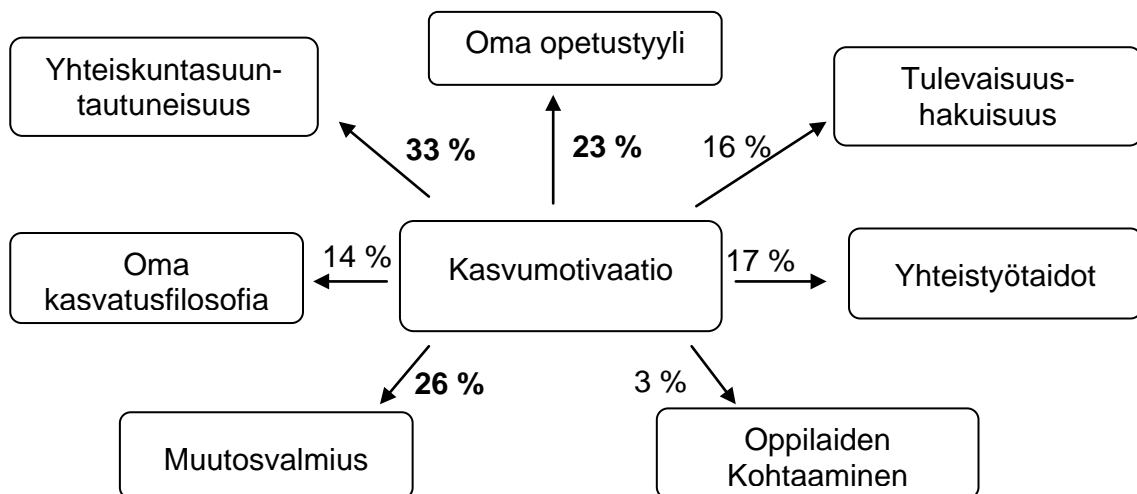 Oma opetustyyli
Yhteiskuntasuun-
tautuneisuus
Tulevaisuus-
hakuisuus
33 %
23 %
16 %
Oma
kasvatusfilosofia
14 %
Kasvumotivaatio
17 %
Yhteistyötaidot
26 %
3 %
Muutosvalmius
Oppilaiden
Kohtaaminen